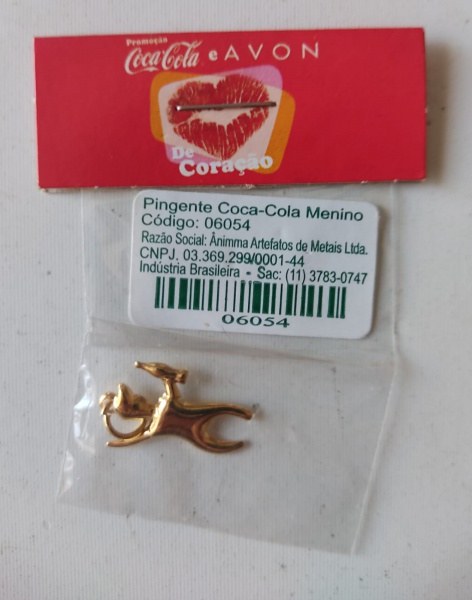 Promoção
Coca-Cola e AVON
De
Coração
Pingente Coca-Cola Menino
Código: 06054
Razão Social: Ânimma Artefatos de Metais Ltda.
CNPJ. 03.369.299/0001-44
Indústria Brasileira - Sac: (11) 3783-0747
06054